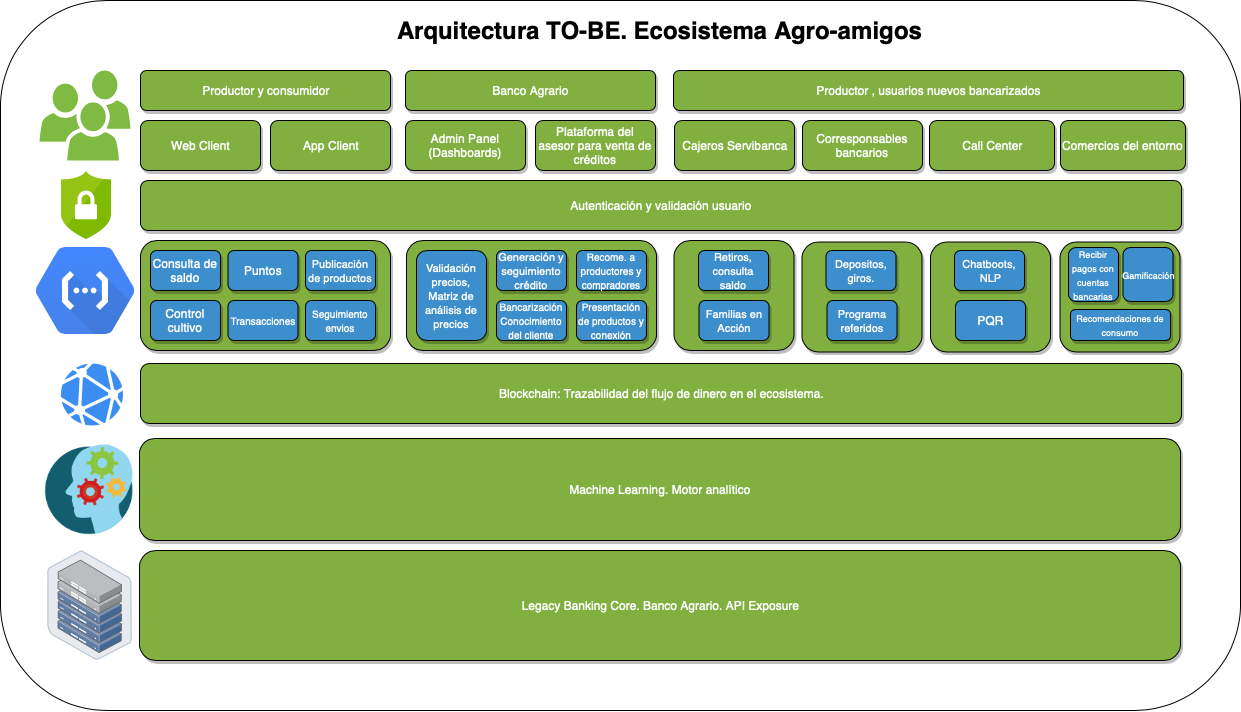 Arquitectura TO-BE. Ecosistema Agro-amigos
Productor y consumidor
Banco Agrario
Productor , usuarios nuevos bancarizados
Web Client
App Client
Admin Panel
(Dashboards)
Plataforma del
asesor para venta de
créditos
Cajeros Servibanca
Corresponsables
bancarios
Call Center
Comercios del entorno
Autenticación y validación usuario
Consulta de
saldo
Puntos
Publicación
de productos
Control
cultivo
Transacciones
Seguimiento
envios
Validación
precios,
Matriz de
análisis de
precios
Generación y
seguimiento
crédito
Recome. a
productores y
compradores
Bancarización
Conocimiento
del cliente
Presentación
de productos y
conexión
Retiros,
consulta
saldo
Familias en
Acción
Depositos,
giros.
Programa
referidos
Chatboots,
NLP
PQR
Recibir
pagos con
cuentas
bancarias
Gamificación
Recomendaciones de
consumo
Blockchain: Trazabilidad del flujo de dinero en el ecosistema.
Machine Learning. Motor analítico
Legacy Banking Core. Banco Agrario. API Exposure